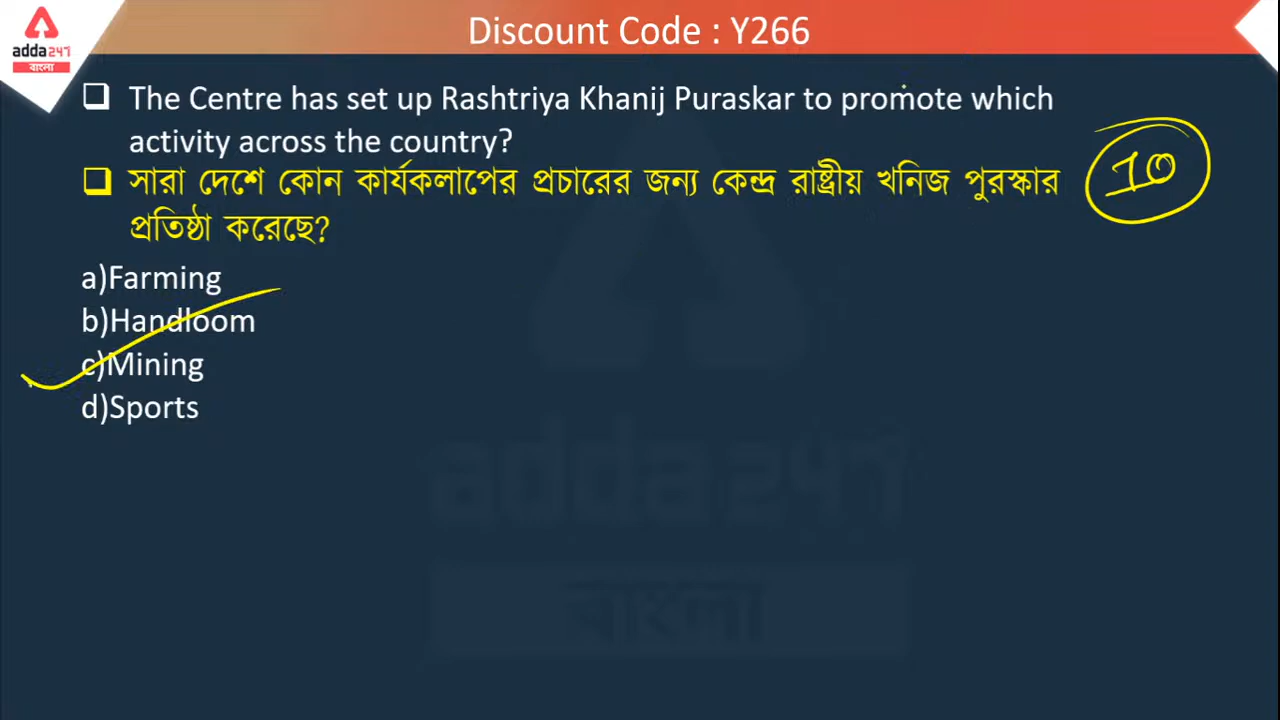 Discount Code : Y266
adda247
বাংলা
The Centre has set up Rashtriya Khanij Puraskar to promote which
activity across the country?
সারা দেশে কোন কার্যকলাপের প্রচারের জন্য কেন্দ্র রাষ্ট্রীয় খনিজ পুরস্কার
প্রতিষ্ঠা করেছে?
10
a)Farming
b)Handloom
c)Mining
d)Sports
adda247
বাংলা